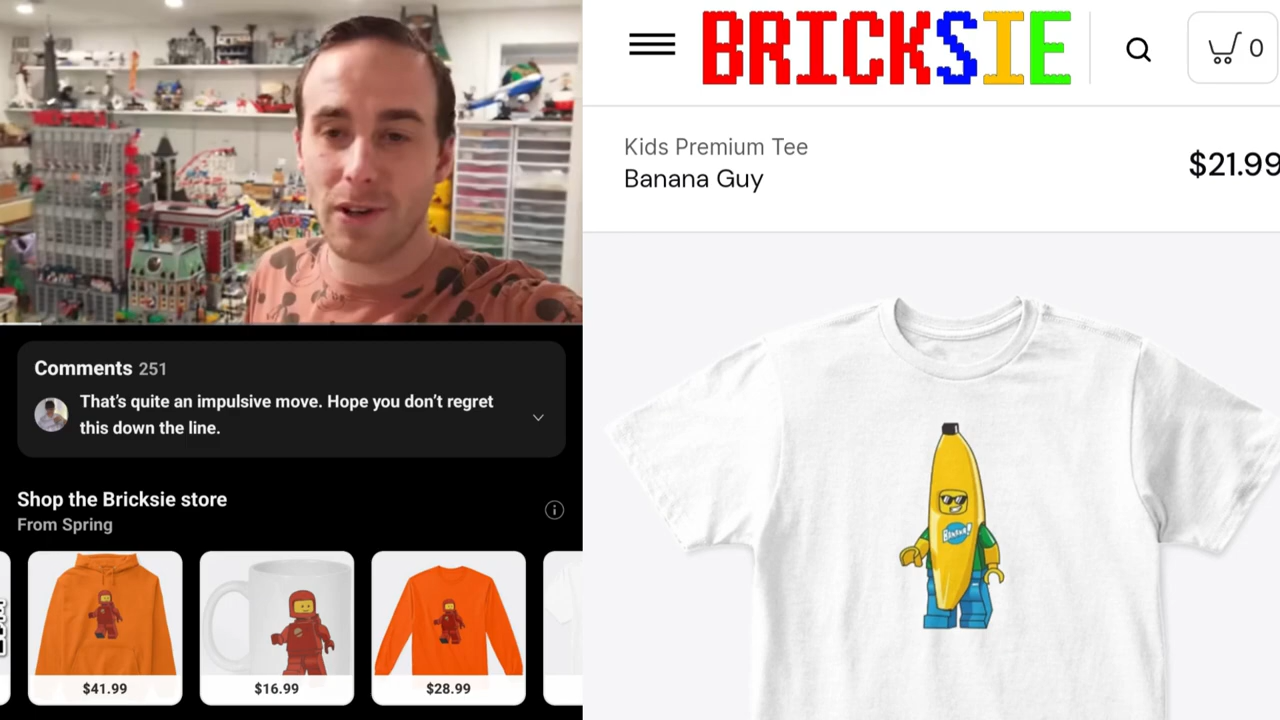 Comments 251
That's quite an impulsive move. Hope you don't regret
this down the line.
Shop the Bricksie store
From Spring
$41.99
$16.99
$28.99
BRICKSIE
0
Kids Premium Tee
Banana Guy
$21.99
BANANA!